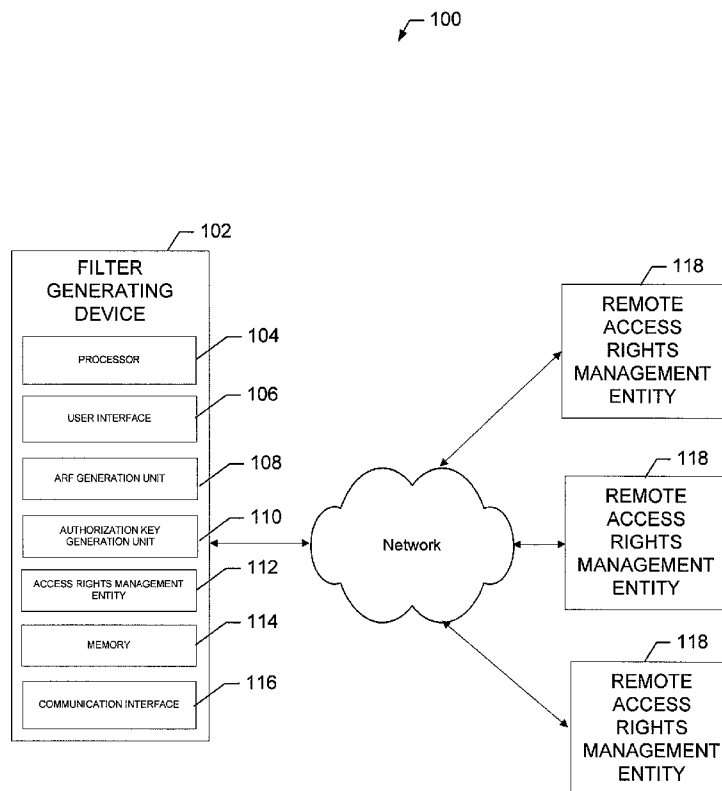 100
102
FILTER
GENERATING
DEVICE
PROCESSOR
104
USER INTERFACE
106
ARF GENERATION UNIT
108
AUTHORIZATION KEY
GENERATION UNIT
110
ACCESS RIGHTS MANAGEMENT
ENTITY
112
MEMORY
114
COMMUNICATION INTERFACE
116
Network
118
REMOTE
ACCESS
RIGHTS
MANAGEMENT
ENTITY
118
REMOTE
ACCESS
RIGHTS
MANAGEMENT
ENTITY
118
REMOTE
ACCESS
RIGHTS
MANAGEMENT
ENTITY